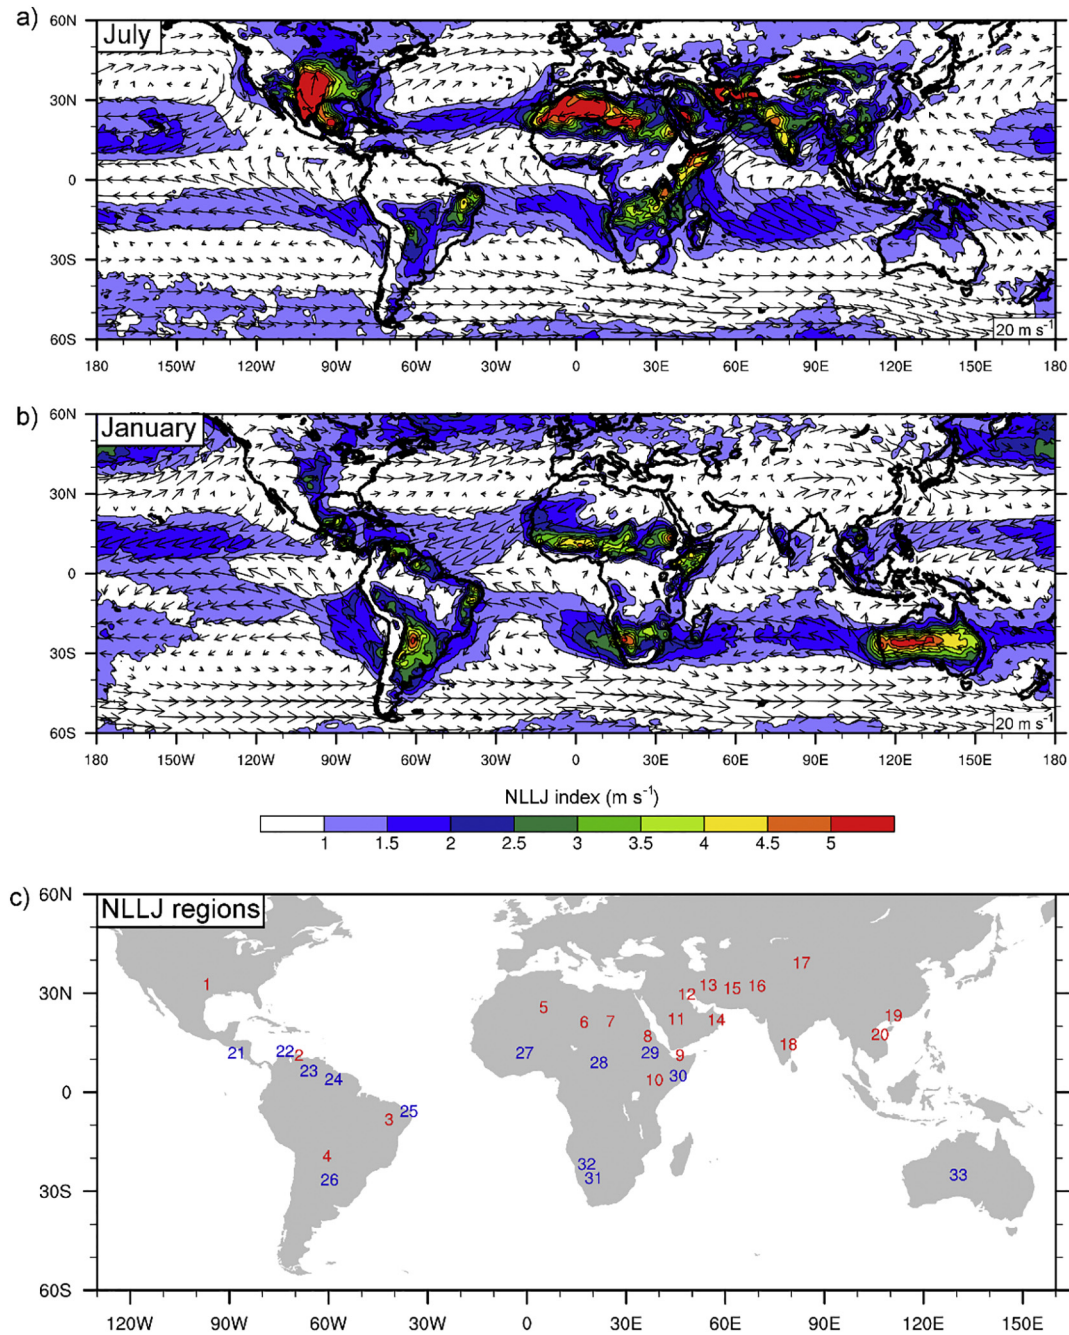 a)
July
60N
30N
0
30S
60S
20 m s-1
180 150W 120W 90W 60W 30W 0 30E 60E 90E 120E 150E 180
b)
January
60N
30N
0
30S
60S
20 m s-1
180 150W 120W 90W 60W 30W 0 30E 60E 90E 120E 150E 180
NLLJ index (m s-1)
1 1.5 2 2.5 3 3.5 4 4.5 5
c)
NLLJ regions
60N
30N
0
30S
60S
17
1 13 15 16
12
5 6 7 11 14 19
8 20
18
21 22 2 27 28 29 9
23 24 10 30
25
3
4
26
32
31
33
120W 90W 60W 30W 0 30E 60E 90E 120E 150E